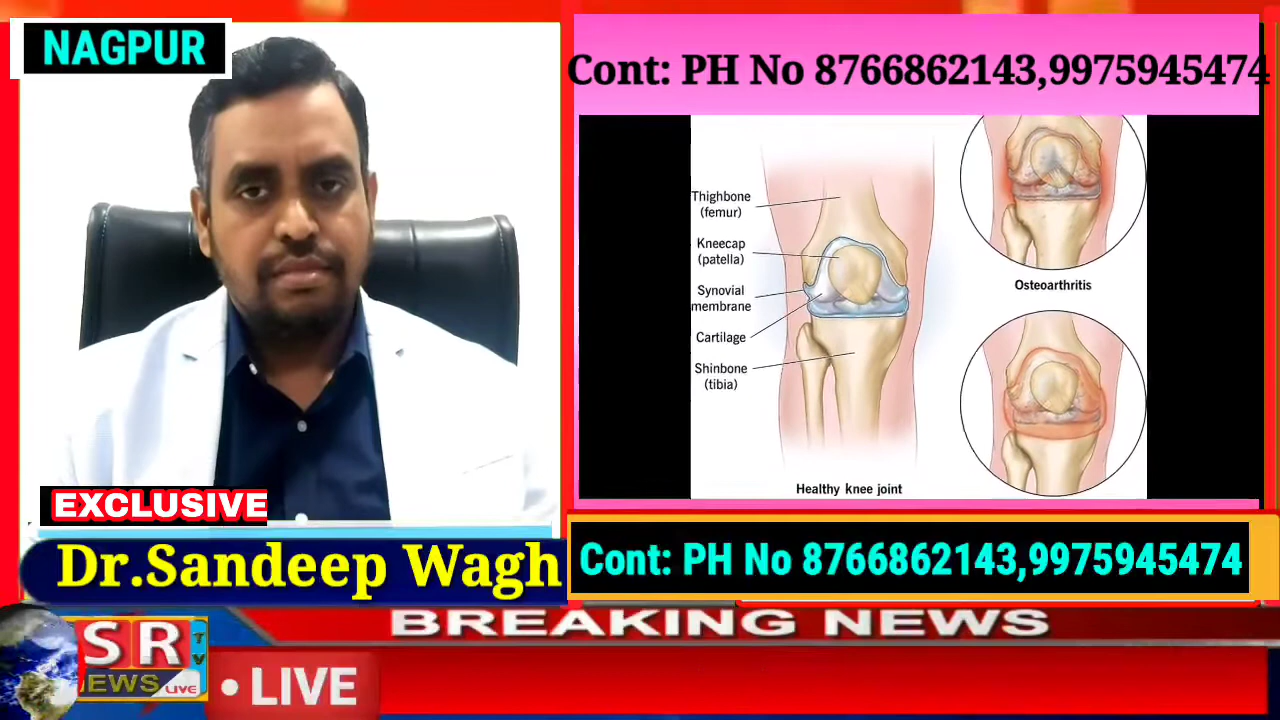 NAGPUR
Cont: PH No 8766862143,9975945474
Thighbone
(femur)
Kneecap
(patella)
Synovial
membrane
Cartilage
Shinbone
(tibia)
Healthy knee joint
Osteoarthritis
EXCLUSIVE
Dr.Sandeep Wagh
Cont: PH No 8766862143,9975945474
BREAKING NEWS
SR TV
NEWS LIVE
• LIVE